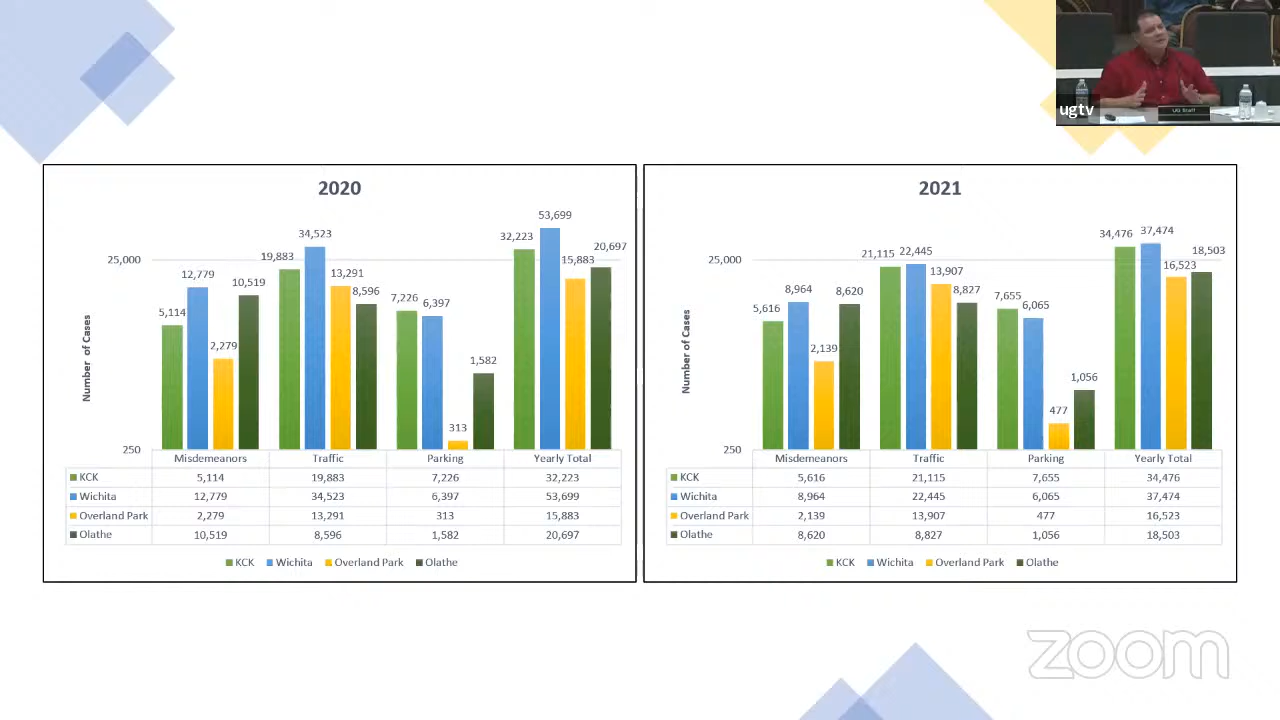 ugtv
UG Staff
2020
53,699
34,523
32,223
20,697
25,000
19,883
15,883
12,779
13,291
10,519
8,596
7,226
6,397
5,114
2,279
1,582
313
Number of Cases
250
Misdemeanors Traffic Parking Yearly Total
KCK 5,114 19,883 7,226 32,223
Wichita 12,779 34,523 6,397 53,699
Overland Park 2,279 13,291 313 15,883
Olathe 10,519 8,596 1,582 20,697
KCK Wichita Overland Park Olathe
2021
34,476 37,474
21,115 22,445
18,503
25,000
16,523
13,907
8,964
8,620
8,827
7,655
6,065
5,616
2,139
1,056
477
Number of Cases
250
Misdemeanors Traffic Parking Yearly Total
KCK 5,616 21,115 7,655 34,476
Wichita 8,964 22,445 6,065 37,474
Overland Park 2,139 13,907 477 16,523
Olathe 8,620 8,827 1,056 18,503
KCK Wichita Overland Park Olathe
zoom